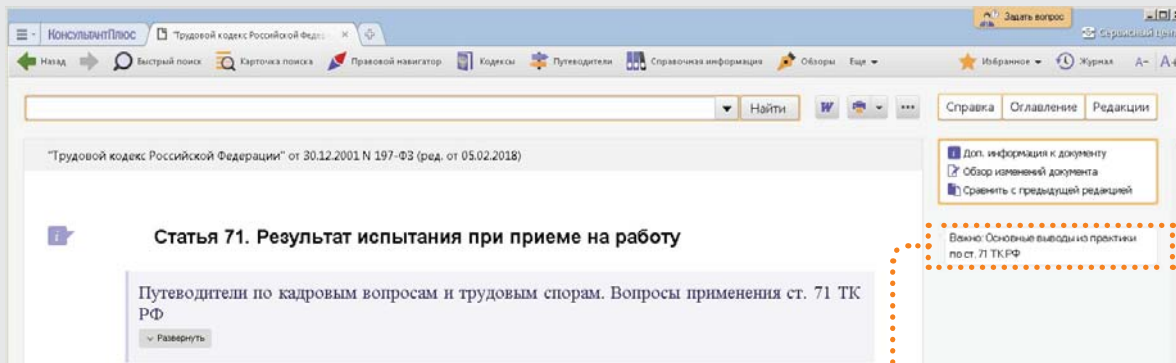 Задать вопрос
КонсультантПлюс
Трудовой кодекс Российской Федер
Сервисный цен
Назад
Быстрый поиск
Карточка поиска
Правовой навигатор
Кодексы
Путеводители
Справочная информация
Обзоры
Еще
Избранное
Журнал
A-
A+
Найти
W
Справка
Оглавление
Редакции
"Трудовой кодекс Российской Федерации" от 30.12.2001 N 197-ФЗ (ред. от 05.02.2018)
i Доп. информация к документу
Обзор изменений документа
Сравнить с предыдущей редакцией
i
Статья 71. Результат испытания при приеме на работу
Важно: Основные выводы из практики
по ст. 71 ТК РФ
Путеводители по кадровым вопросам и трудовым спорам. Вопросы применения ст. 71 ТК
РФ
Развернуть